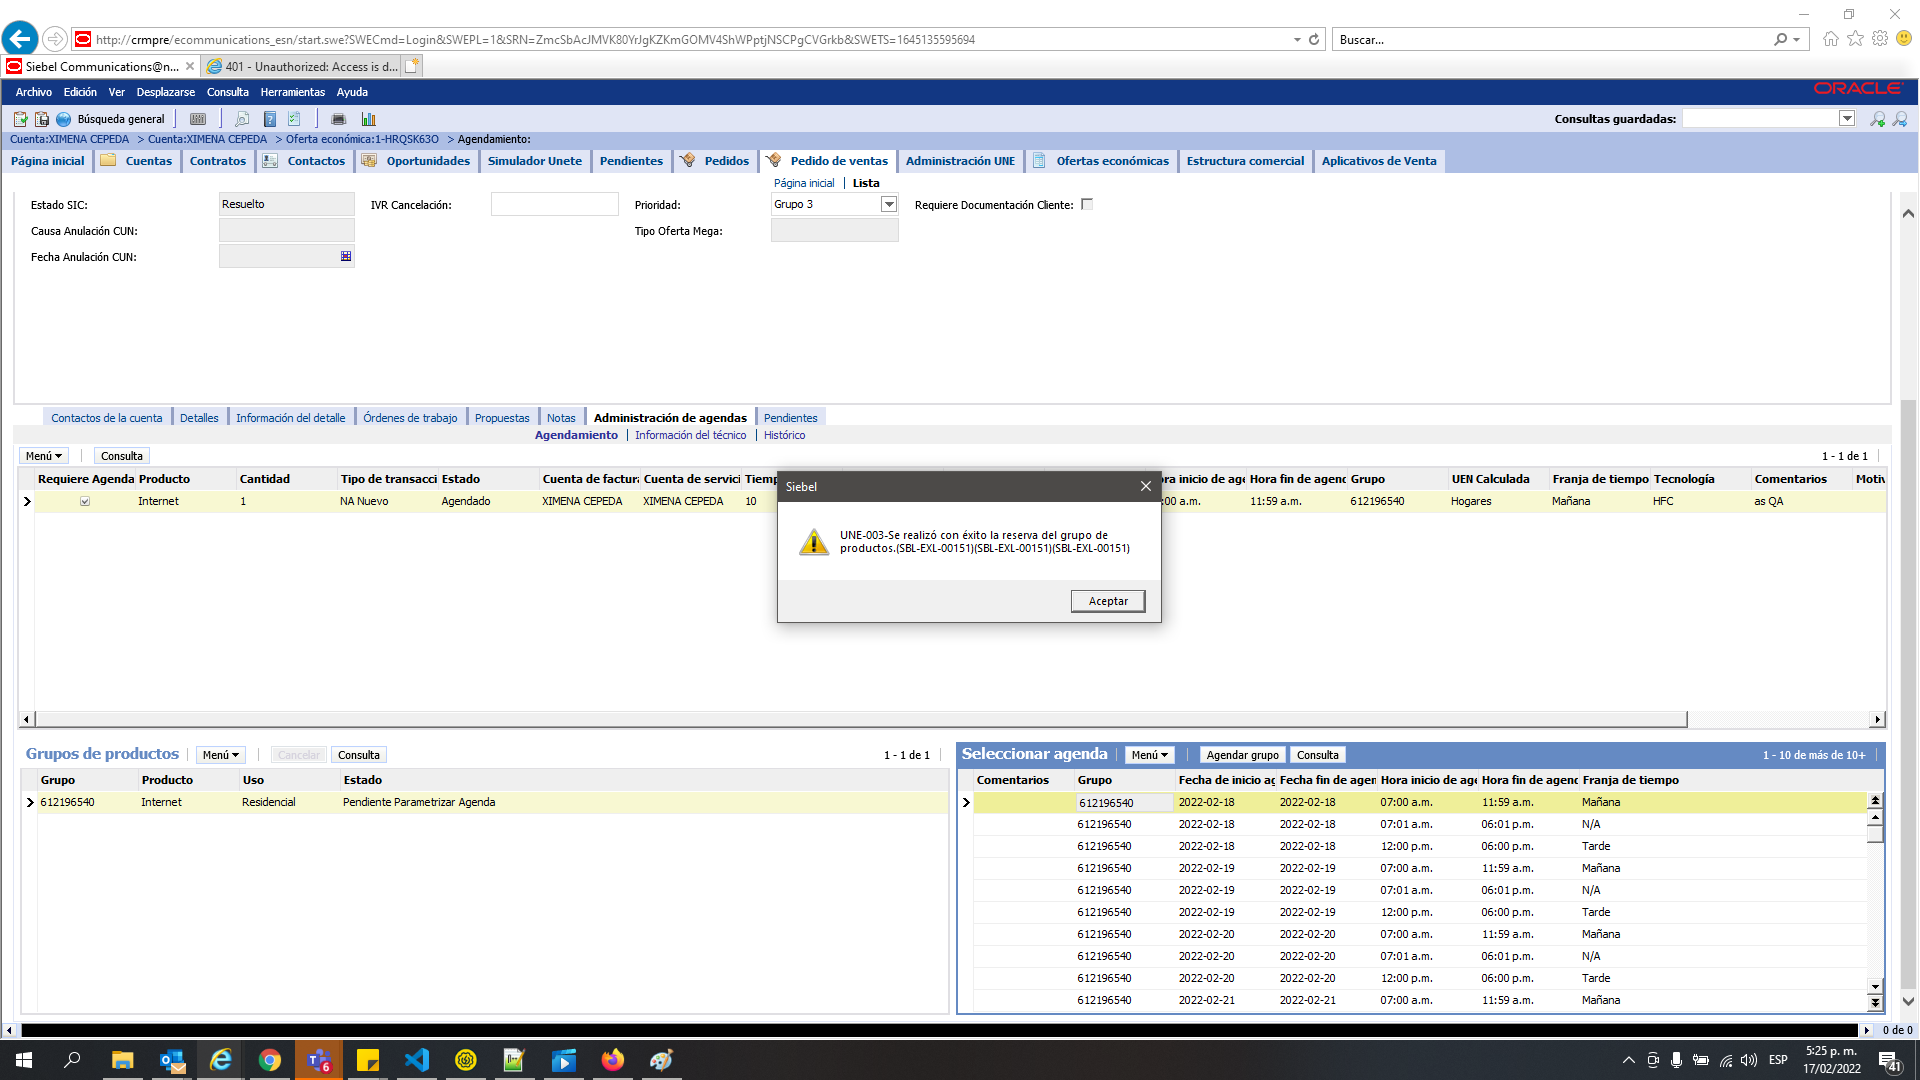 http://crmpre/ecommunications_esn/start.swe?SWECmd=Login&SWEPL=1&SRN=ZmcSbAcJMVK80YrJgKZKmGOMV4ShWPptjNSCPgCVGrkb&SWETS=1645135595694
Buscar...
Siebel Communications@n...
401 - Unauthorized: Access is d...
Archivo Edición Ver Desplazarse Consulta Herramientas Ayuda
ORACLE
Búsqueda general
Consultas guardadas:
Cuenta:XIMENA CEPEDA > Cuenta:XIMENA CEPEDA > Oferta económica:1-HRQSK63O > Agendamiento:
Página inicial Cuentas Contratos Contactos Oportunidades Simulador Unete Pendientes Pedidos Pedido de ventas Administración UNE Ofertas económicas Estructura comercial Aplicativos de Venta
Página inicial | Lista
Estado SIC: Resuelto IVR Cancelación: Prioridad: Grupo 3 Requiere Documentación Cliente:
Causa Anulación CUN: Tipo Oferta Mega:
Fecha Anulación CUN:
Contactos de la cuenta Detalles Información del detalle Órdenes de trabajo Propuestas Notas Administración de agendas Pendientes
Agendamiento | Información del técnico | Histórico
Menú Consulta 1 - 1 de 1
Requiere Agenda Producto Cantidad Tipo de transacci Estado Cuenta de factura Cuenta de servici Tiemp ora inicio de age Hora fin de agenc Grupo UEN Calculada Franja de tiempo Tecnología Comentarios Motiv
Internet 1 NA Nuevo Agendado XIMENA CEPEDA XIMENA CEPEDA 10 :00 a.m. 11:59 a.m. 612196540 Hogares Mañana HFC as QA
Siebel
UNE-003-Se realizó con éxito la reserva del grupo de
productos.(SBL-EXL-00151)(SBL-EXL-00151)(SBL-EXL-00151)
Aceptar
Grupos de productos Menú Cancelar Consulta 1 - 1 de 1
Grupo Producto Uso Estado
612196540 Internet Residencial Pendiente Parametrizar Agenda
Seleccionar agenda Menú Agendar grupo Consulta 1 - 10 de más de 10+
Comentarios Grupo Fecha de inicio ag Fecha fin de agen Hora inicio de age Hora fin de agenc Franja de tiempo
612196540 2022-02-18 2022-02-18 07:00 a.m. 11:59 a.m. Mañana
612196540 2022-02-18 2022-02-18 07:01 a.m. 06:01 p.m. N/A
612196540 2022-02-18 2022-02-18 12:00 p.m. 06:00 p.m. Tarde
612196540 2022-02-19 2022-02-19 07:00 a.m. 11:59 a.m. Mañana
612196540 2022-02-19 2022-02-19 07:01 a.m. 06:01 p.m. N/A
612196540 2022-02-19 2022-02-19 12:00 p.m. 06:00 p.m. Tarde
612196540 2022-02-20 2022-02-20 07:00 a.m. 11:59 a.m. Mañana
612196540 2022-02-20 2022-02-20 07:01 a.m. 06:01 p.m. N/A
612196540 2022-02-20 2022-02-20 12:00 p.m. 06:00 p.m. Tarde
612196540 2022-02-21 2022-02-21 07:00 a.m. 11:59 a.m. Mañana
0 de 0
ESP
5:25 p. m.
17/02/2022
41
6